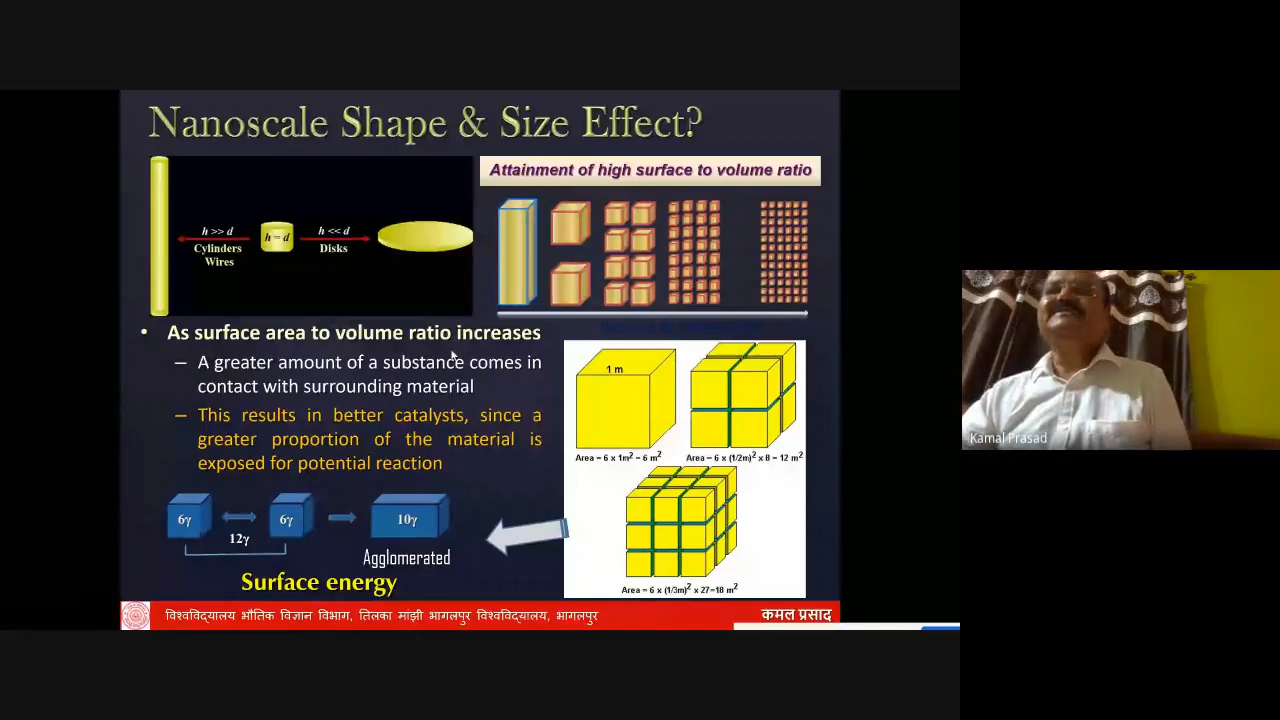 Nanoscale Shape & Size Effect?
h >> d
Cylinders
Wires
h = d
h << d
Disks
Attainment of high surface to volume ratio
• As surface area to volume ratio increases
– A greater amount of a substance comes in
contact with surrounding material
– This results in better catalysts, since a
greater proportion of the material is
exposed for potential reaction
6γ
6γ
10γ
12γ
Agglomerated
Surface energy
1 m
Area = 6 x 1m² = 6 m²
Area = 6 x (1/2m)² x 8 = 12 m²
Area = 6 x (1/3m)² x 27=18 m²
विश्वविद्यालय भौतिक विज्ञान विभाग, तिलका मांझी भागलपुर विश्वविद्यालय, भागलपुर
कमल प्रसाद
Kamal Prasad